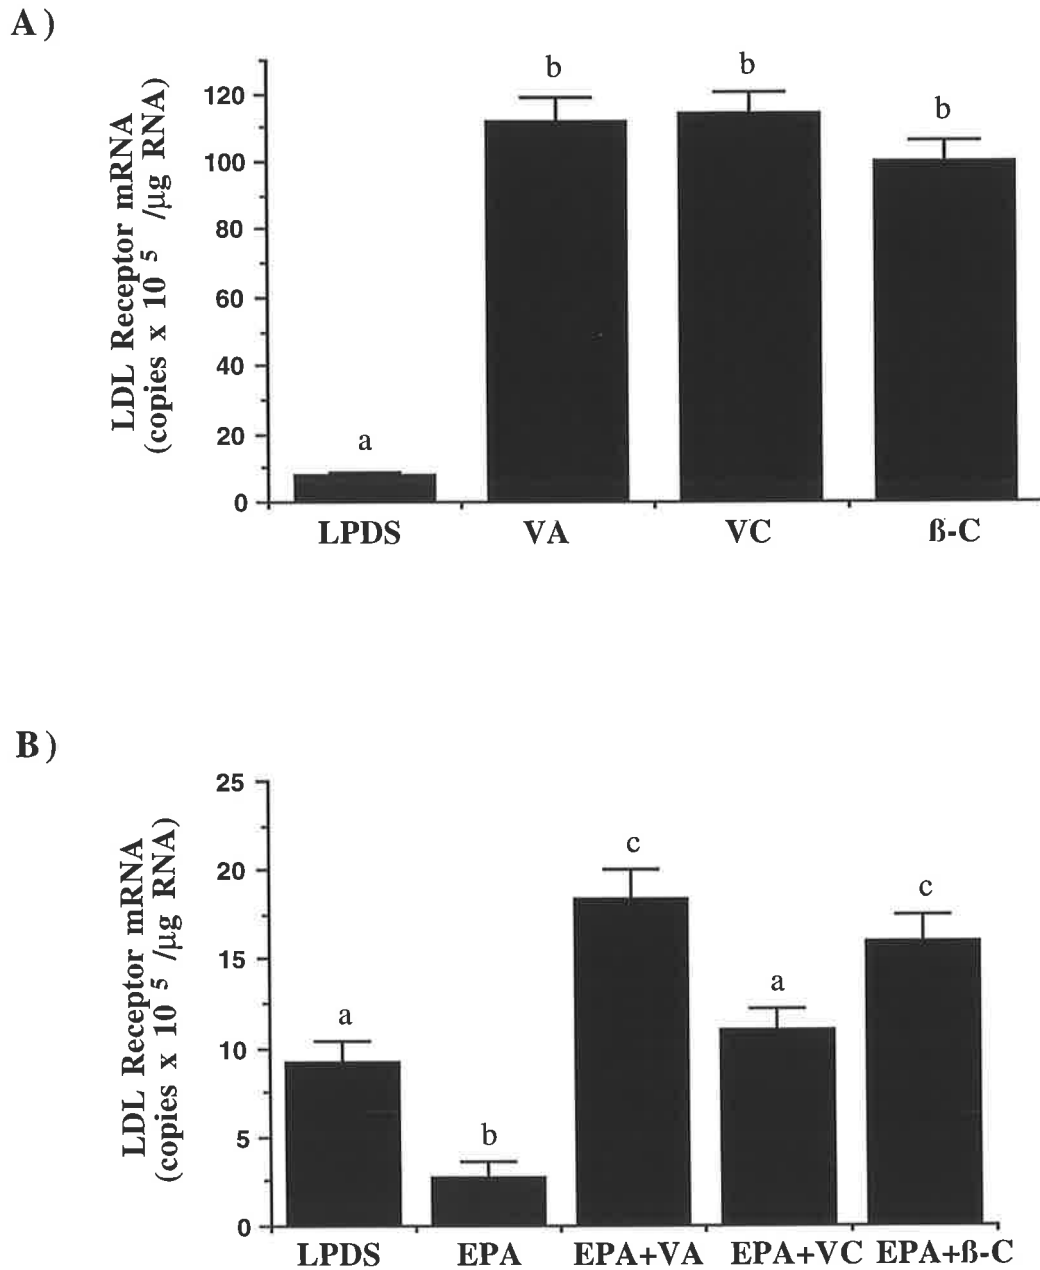 A)
LDL Receptor mRNA
(copies x 10 5 /µg RNA)
120
100
80
60
40
20
0
a
b
b
b
LPDS VA VC ß-C
B)
LDL Receptor mRNA
(copies x 10 5 /µg RNA)
25
20
15
10
5
0
a
b
c
a
c
LPDS EPA EPA+VA EPA+VC EPA+ß-C